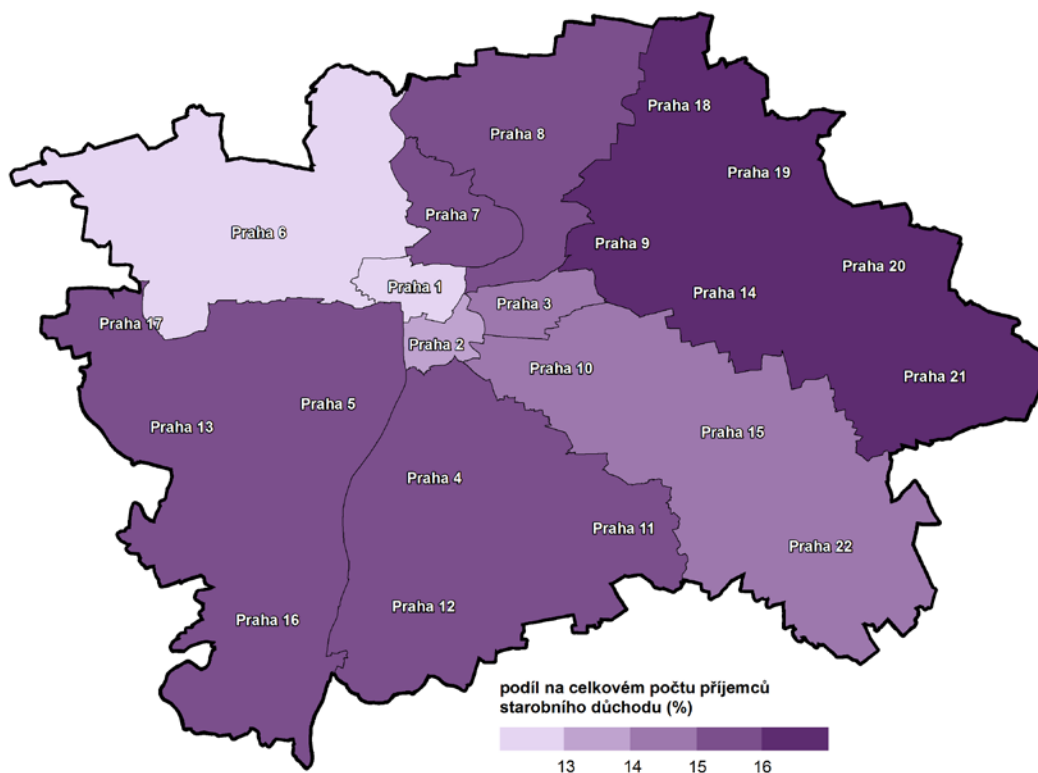 Praha 18
Praha 8
Praha 19
Praha 7
Praha 6
Praha 9
Praha 20
Praha 1
Praha 14
Praha 3
Praha 17
Praha 2
Praha 10
Praha 21
Praha 5
Praha 13
Praha 15
Praha 4
Praha 11
Praha 22
Praha 12
Praha 16
podíl na celkovém počtu příjemců
starobního důchodu (%)
13 14 15 16